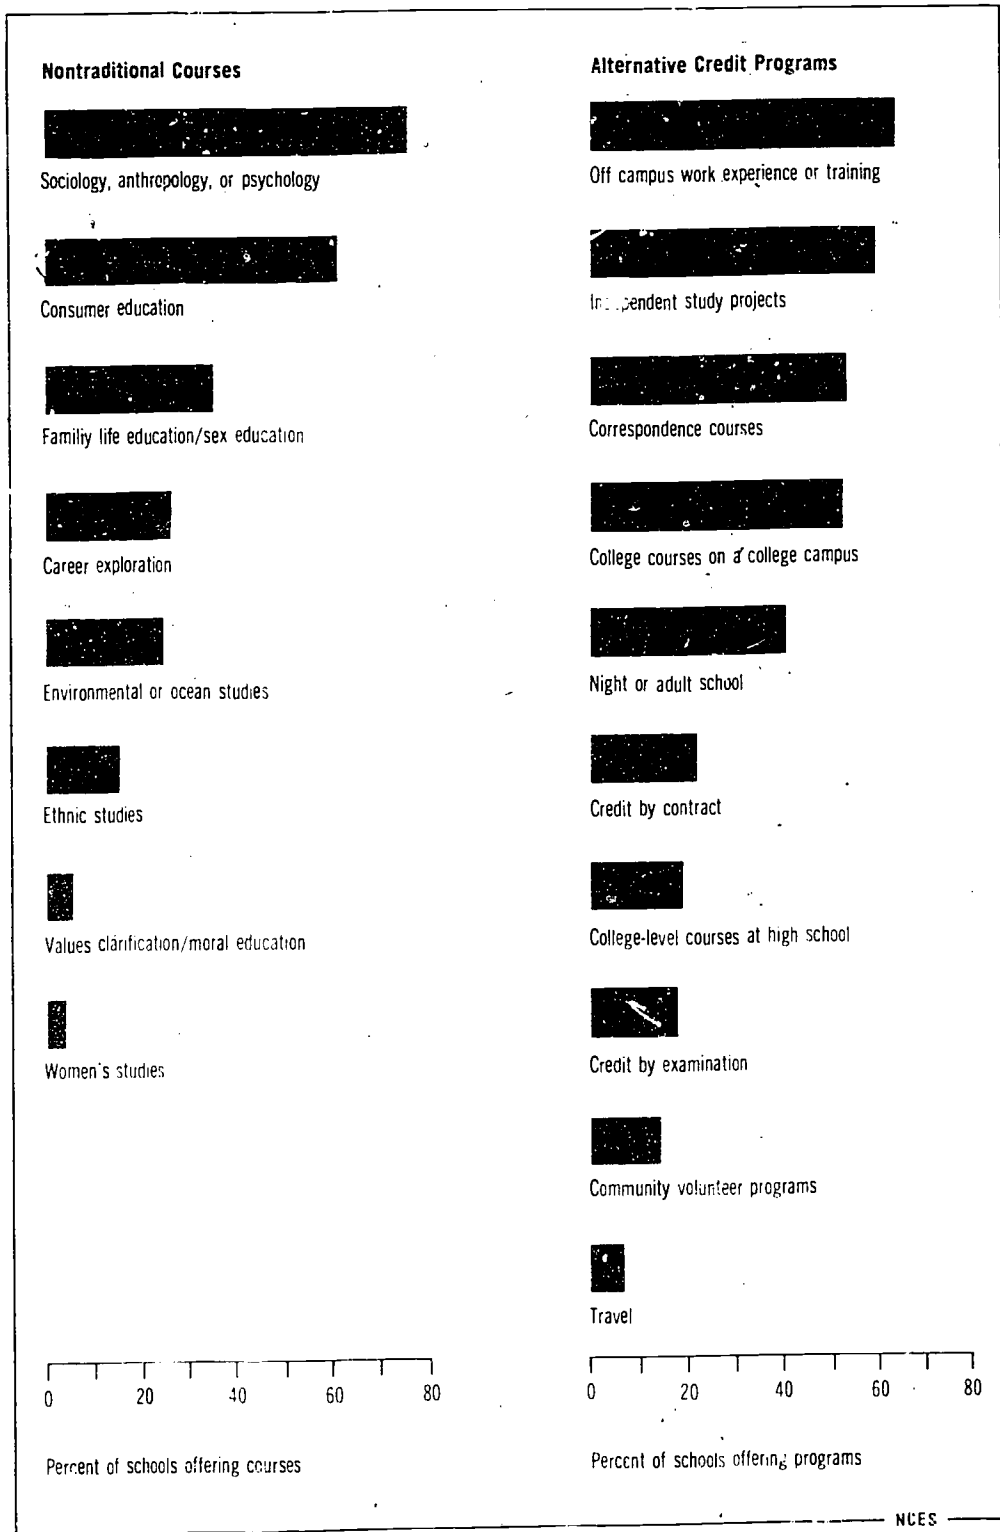 Nontraditional Courses
Sociology, anthropology, or psychology
Consumer education
Familiy life education/sex education
Career exploration
Environmental or ocean studies
Ethnic studies
Values clarification/moral education
Women's studies
0 20 40 60 80
Percent of schools offering courses
Alternative Credit Programs
Off campus work experience or training
study projects
Correspondence courses
College courses on a college campus
Night or adult school
Credit by contract
College-level courses at high school
Credit by examination
Community volunteer programs
Travel
0 20 40 60 80
Percent of schools offering programs
NCES